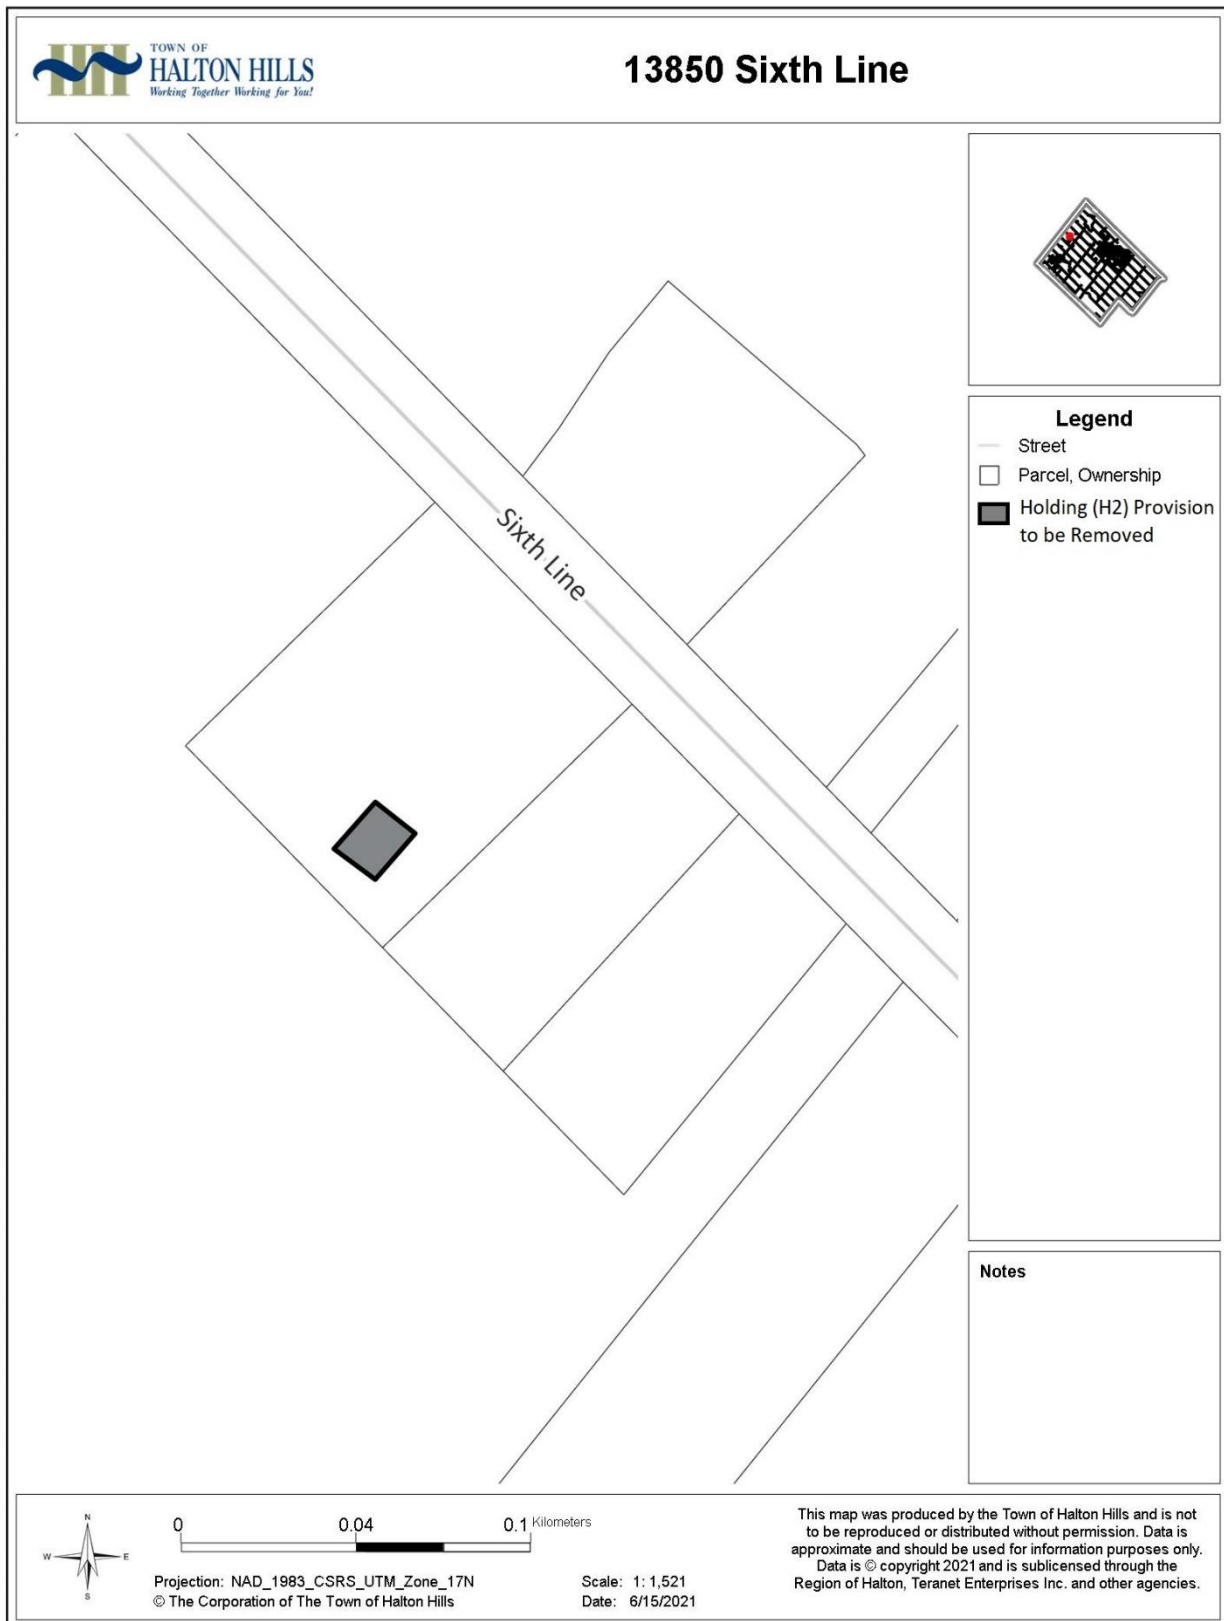 TOWN OF
HALTON HILLS
Working Together Working for You!
13850 Sixth Line
Sixth Line
Legend
Street
Parcel, Ownership
Holding (H2) Provision
to be Removed
Notes
N
W E
S
0 0.04 0.1 Kilometers
Projection: NAD_1983_CSRS_UTM_Zone_17N
© The Corporation of The Town of Halton Hills
Scale: 1: 1,521
Date: 6/15/2021
This map was produced by the Town of Halton Hills and is not
to be reproduced or distributed without permission. Data is
approximate and should be used for information purposes only.
Data is © copyright 2021 and is sublicensed through the
Region of Halton, Teranet Enterprises Inc. and other agencies.